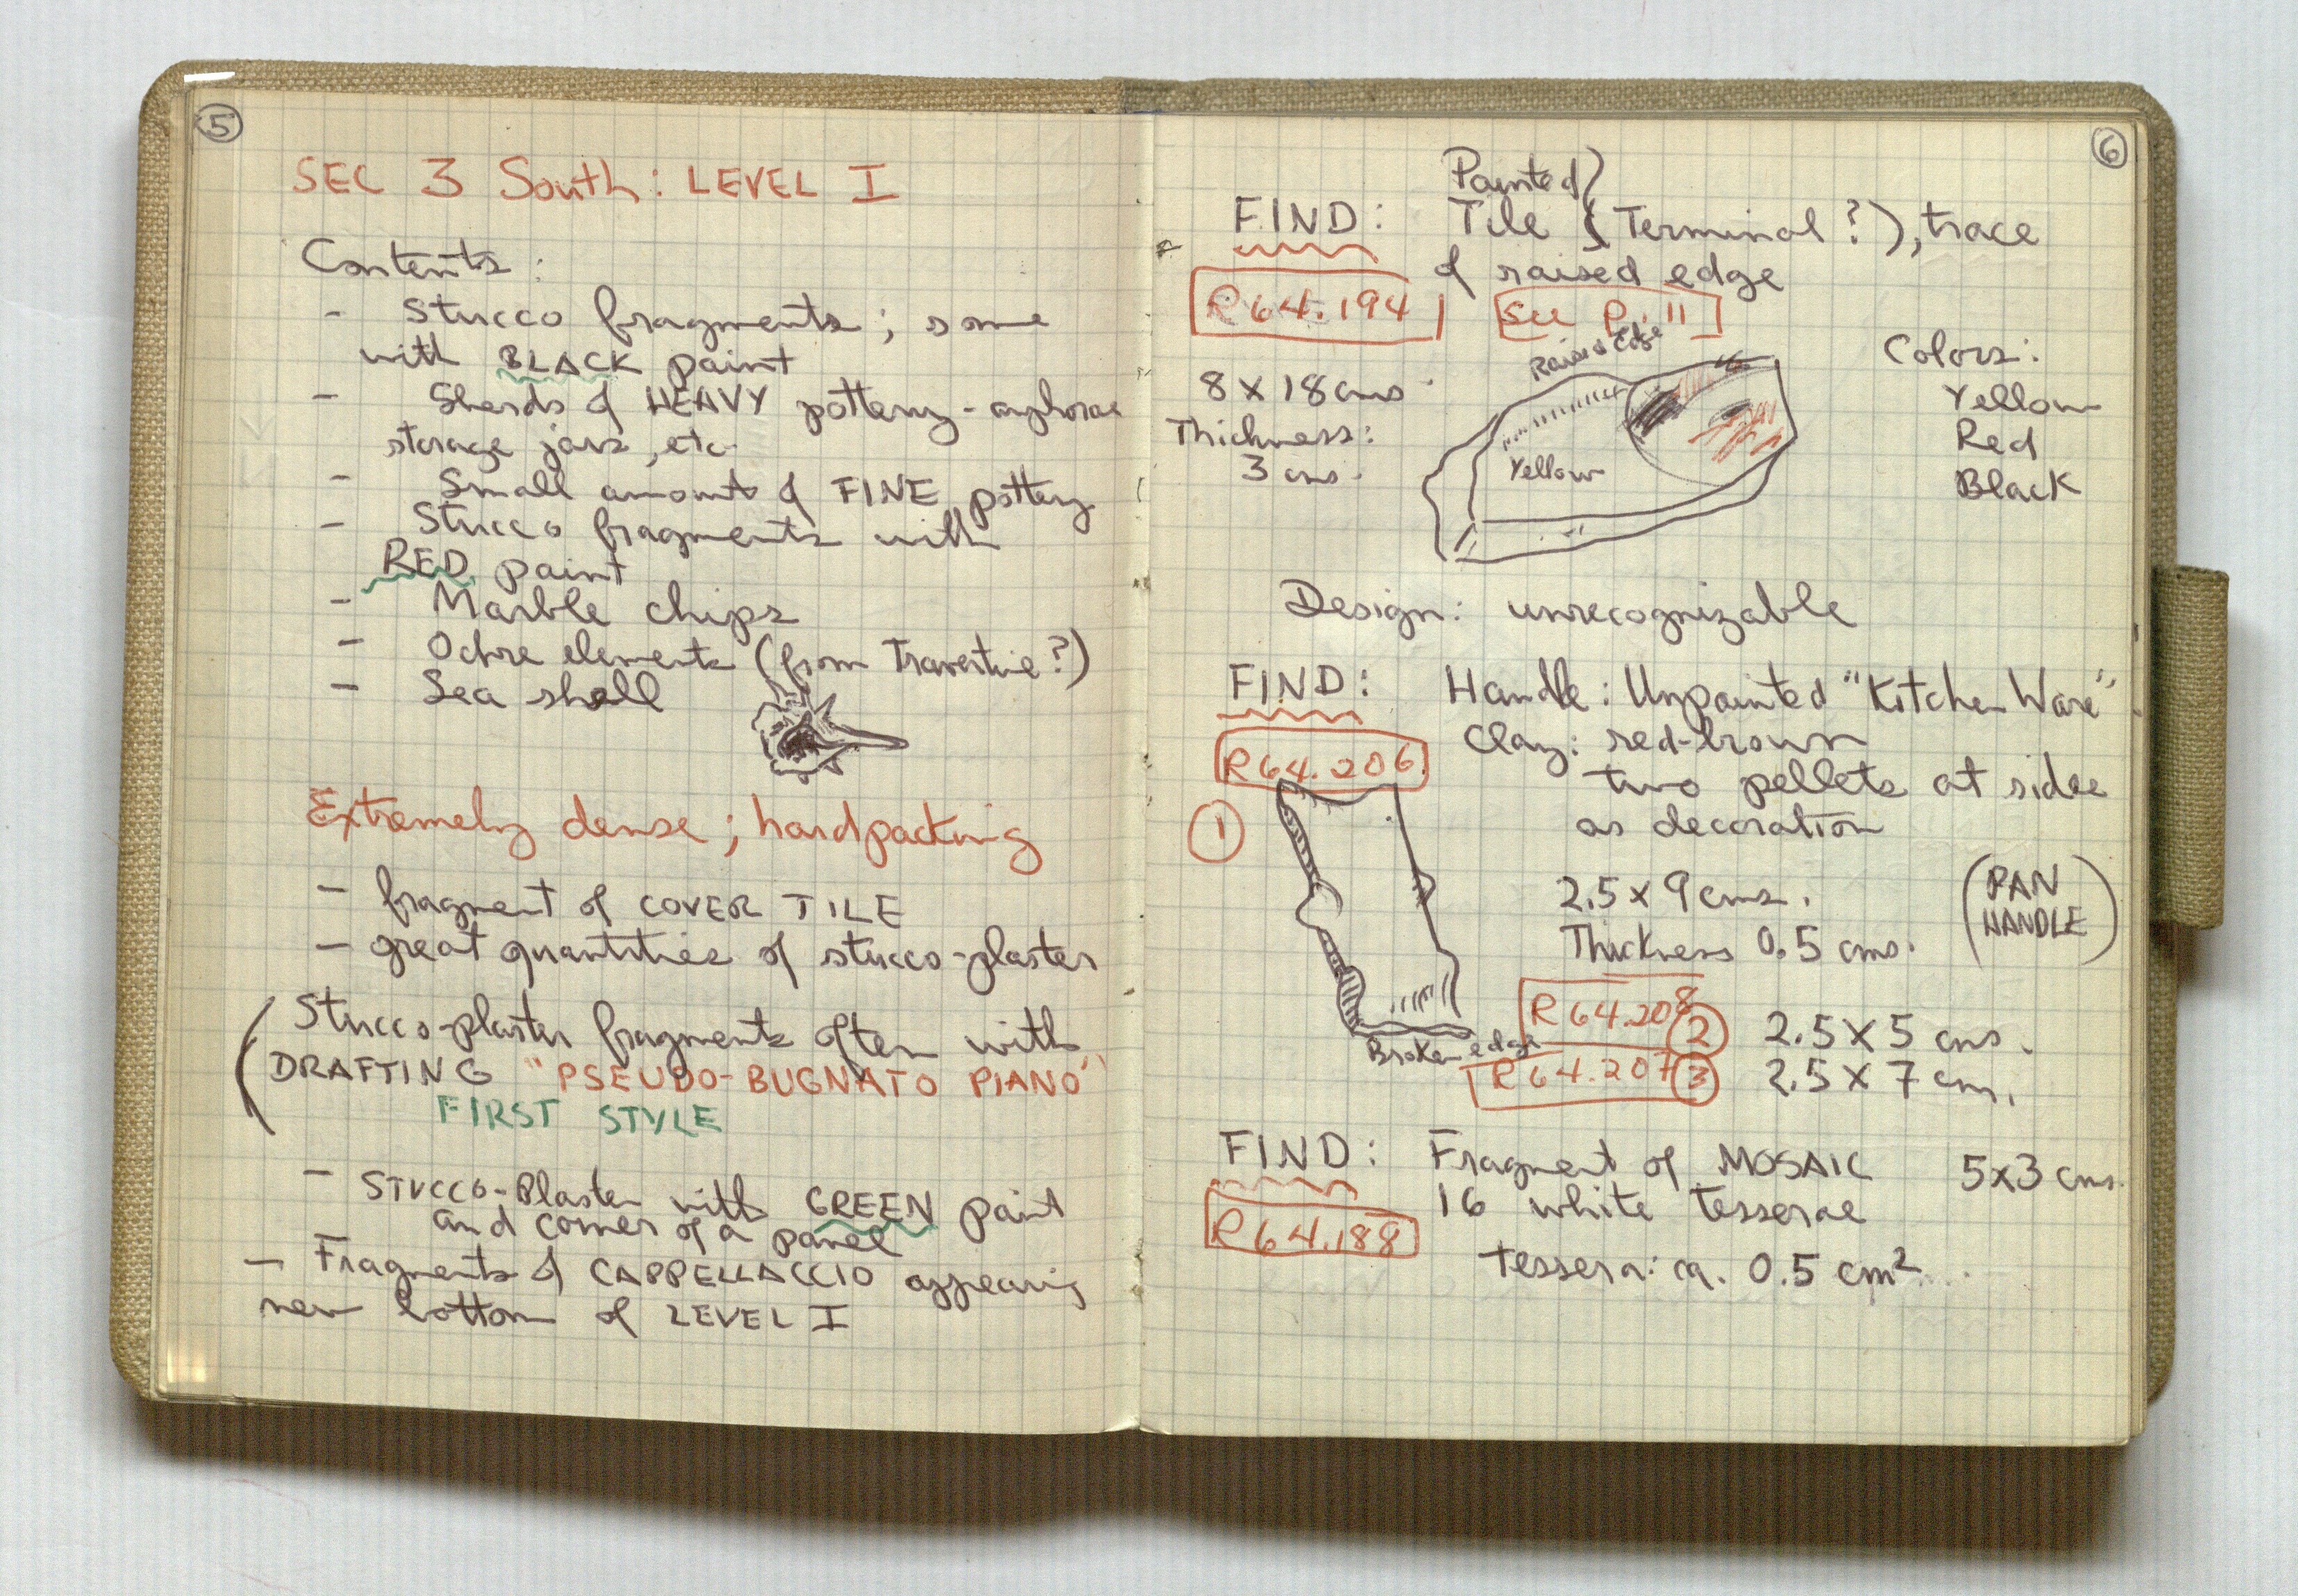 5
SEC 3 South: LEVEL I
Contents:
- Stucco fragments; some
with BLACK paint
- Sherds of HEAVY pottery - amphorae
storage jars, etc.
- Small amount of FINE pottery
- Stucco fragments with
RED paint
- Marble chips
- Ochre elements (from Travertine?)
- Sea shell
Extremely dense; hardpacking
- fragment of COVER TILE
- great quantities of stucco-plaster
(Stucco-plaster fragments often with
DRAFTING "PSEUDO-BUGNATO PIANO"
FIRST STYLE
- STUCCO-Plaster with GREEN paint
and corner of a panel
- Fragments of CAPPELLACCIO appearing
near bottom of LEVEL I
6
Painted
FIND: Tile (Terminal?), trace
of raised edge
R64.194 See P. 11
Raised Edge
8 x 18 cms.
Thickness:
3 cms.
Yellow
Colors:
Yellow
Red
Black
Design: unrecognizable
FIND: Handle: Unpainted "Kitchen Ware"
R64.206
Clay: red-brown
two pellets at sides
as decoration
1
2.5 x 9 cms.
Thickness 0.5 cms.
(PAN
HANDLE)
Broken edge
R64.208 2 2.5 x 5 cms.
R64.207 3 2.5 x 7 cm.
FIND: Fragment of MOSAIC 5x3 cms.
R64.188
16 white tesserae
tessera: ca. 0.5 cm²